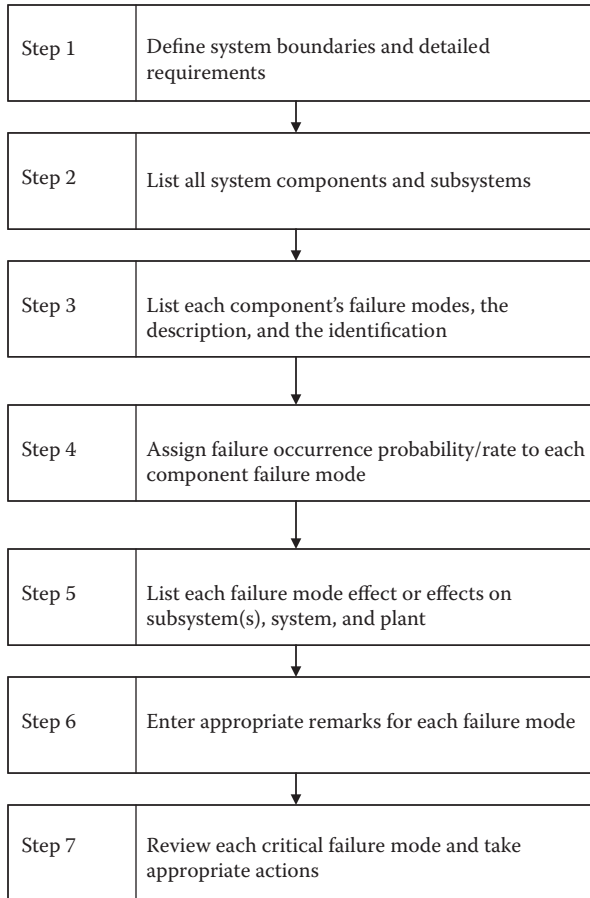 Step 1
Define system boundaries and detailed
requirements
Step 2
List all system components and subsystems
Step 3
List each component’s failure modes, the
description, and the identification
Step 4
Assign failure occurrence probability/rate to each
component failure mode
Step 5
List each failure mode effect or effects on
subsystem(s), system, and plant
Step 6
Enter appropriate remarks for each failure mode
Step 7
Review each critical failure mode and take
appropriate actions